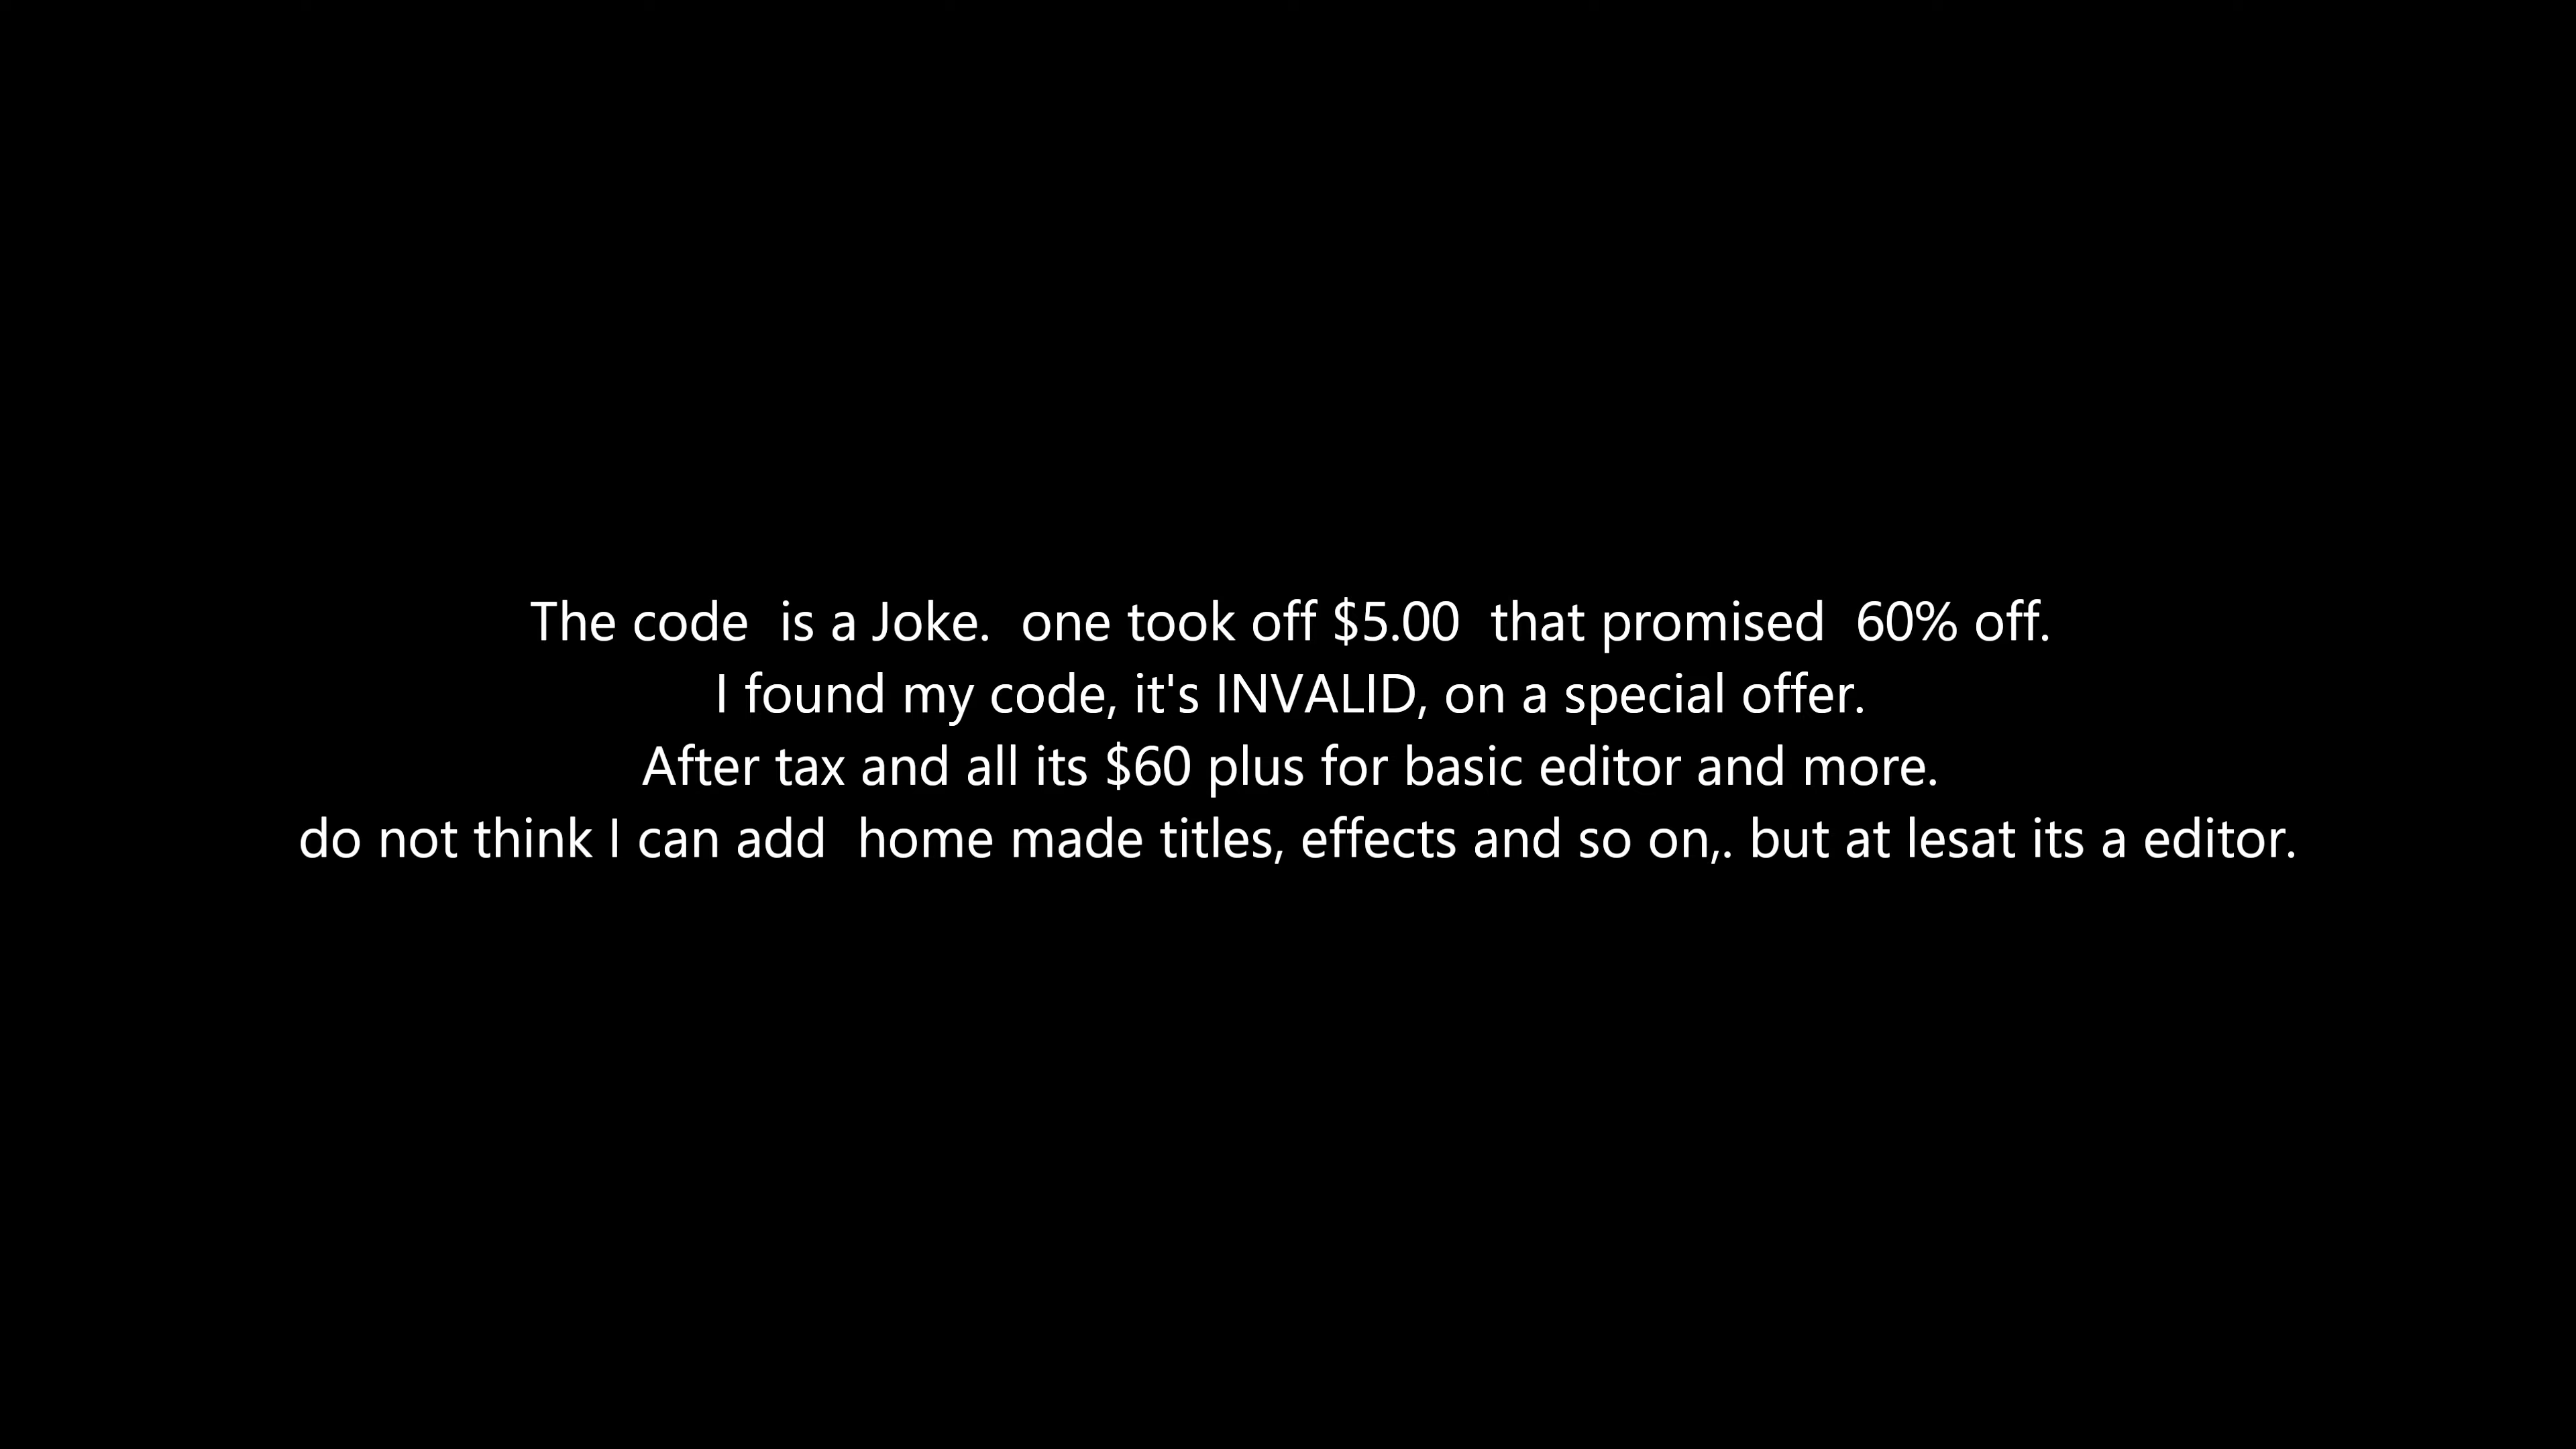 The code  is a Joke.  one took off $5.00  that promised  60% off.
I found my code, it's INVALID, on a special offer.
After tax and all its $60 plus for basic editor and more.
do not think I can add  home made titles, effects and so on,. but at lesat its a editor.